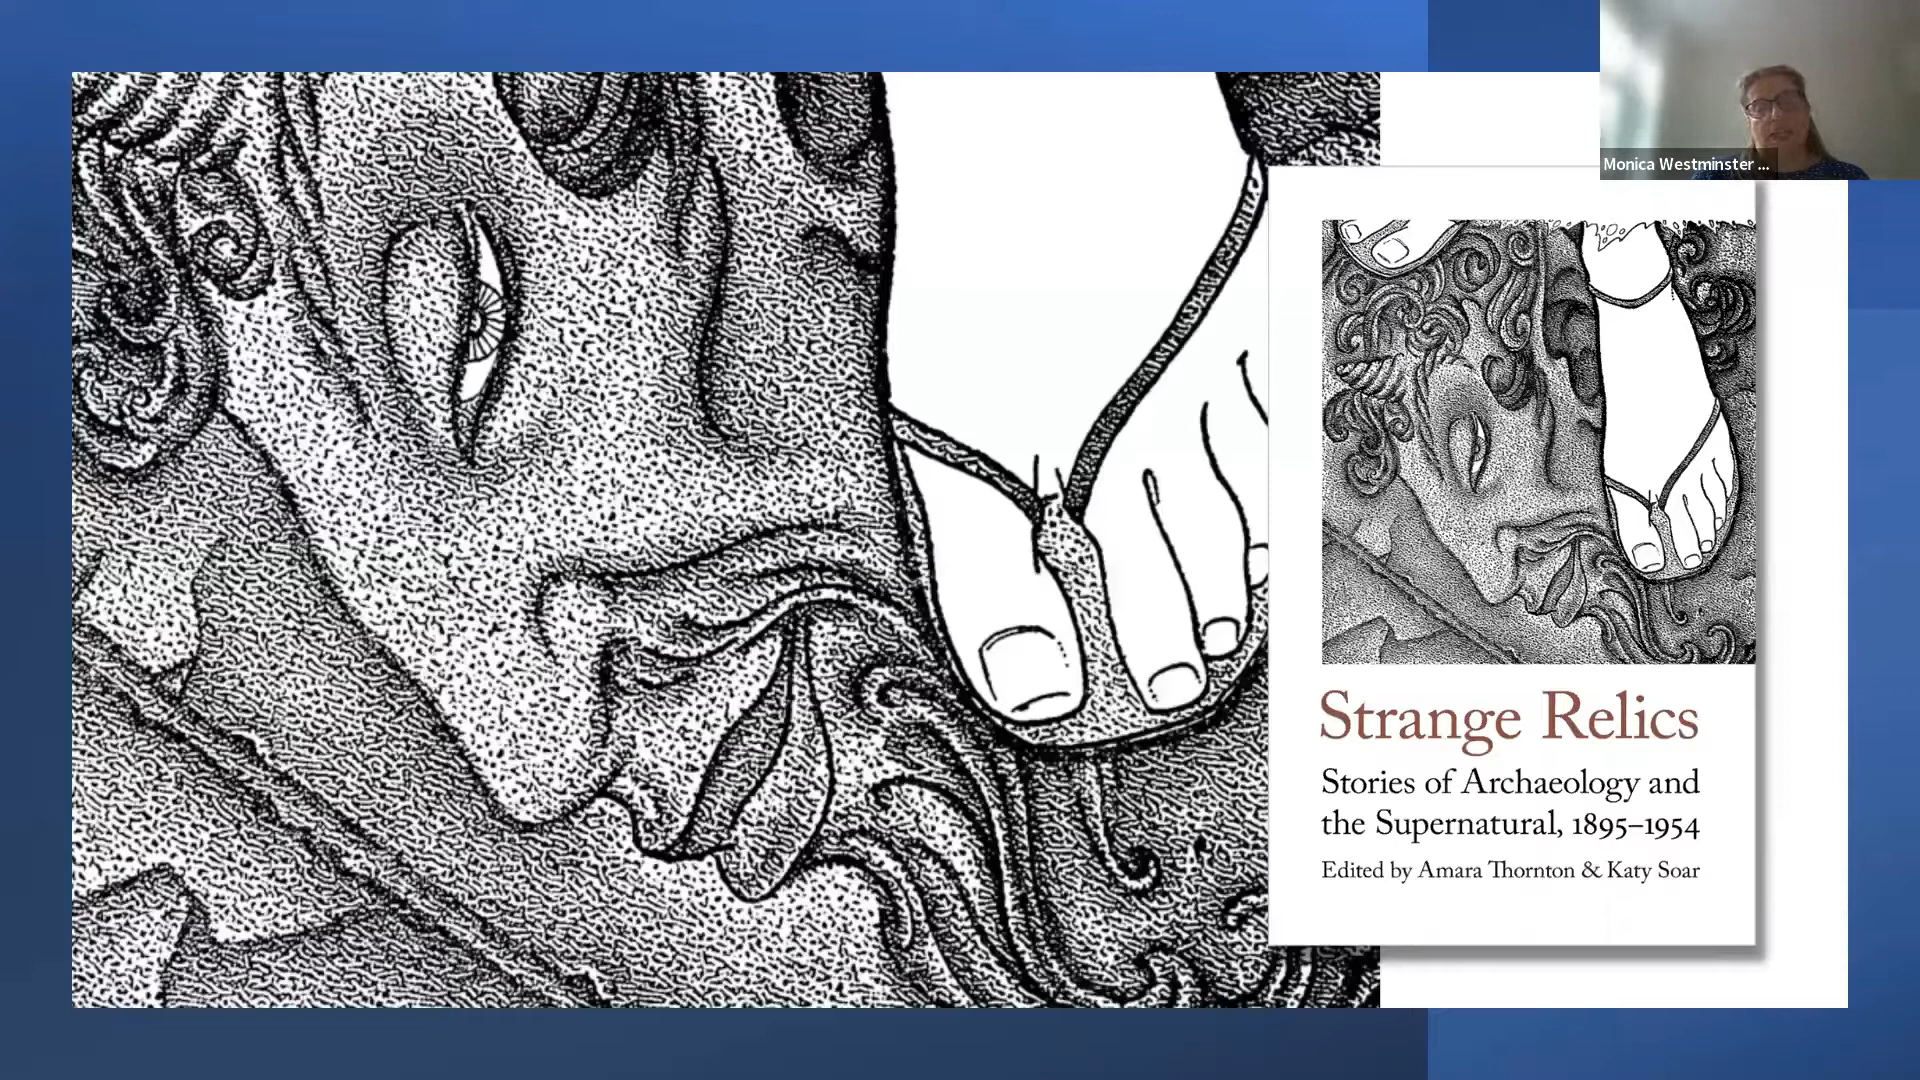 Monica Westminster ...
Strange Relics
Stories of Archaeology and
the Supernatural, 1895–1954
Edited by Amara Thornton & Katy Soar